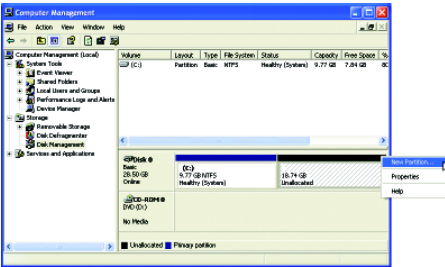 Computer Management
File Action View Window Help
Computer Management (Local)
System Tools
Event Viewer
Shared Folders
Local Users and Groups
Performance Logs and Alerts
Device Manager
Storage
Removable Storage
Disk Defragmenter
Disk Management
Services and Applications
Volume Layout Type File System Status Capacity Free Space %
(C:) Partition Basic NTFS Healthy (System) 9.77 GB 7.84 GB 80
Disk 0
Basic
28.50 GB
Online
(C:)
9.77 GB NTFS
Healthy (System)
18.74 GB
Unallocated
CD-ROM 0
DVD (D:)
No Media
Unallocated Primary partition
New Partition...
Properties
Help